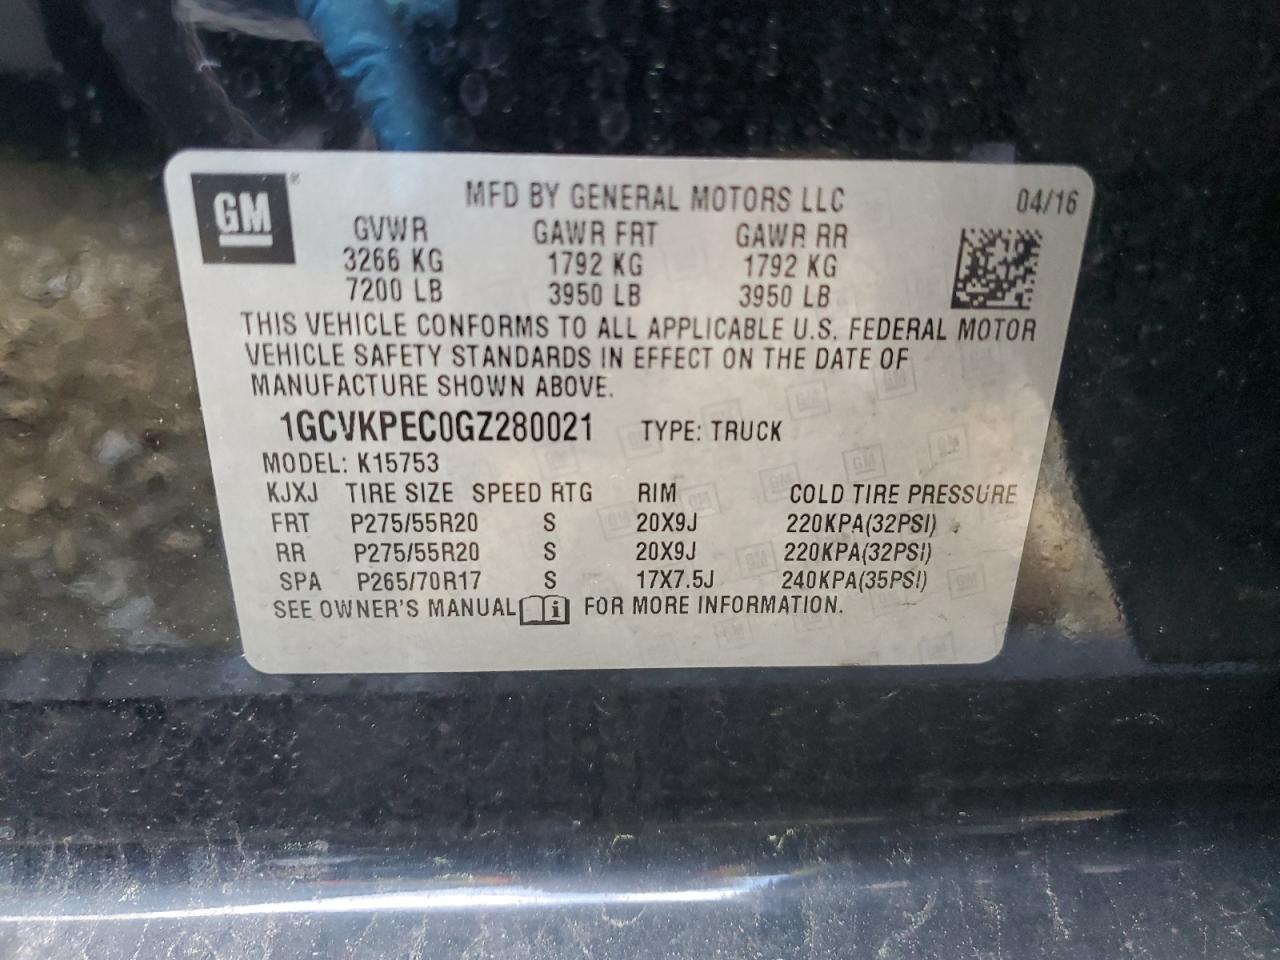 GM® MFD BY GENERAL MOTORS LLC 04/16
GVWR GAWR FRT GAWR RR
3266 KG 1792 KG 1792 KG
7200 LB 3950 LB 3950 LB
THIS VEHICLE CONFORMS TO ALL APPLICABLE U.S. FEDERAL MOTOR
VEHICLE SAFETY STANDARDS IN EFFECT ON THE DATE OF
MANUFACTURE SHOWN ABOVE.
1GCVKPEC0GZ280021 TYPE: TRUCK
MODEL: K15753
KJXJ TIRE SIZE SPEED RTG RIM COLD TIRE PRESSURE
FRT P275/55R20 S 20X9J 220KPA(32PSI)
RR P275/55R20 S 20X9J 220KPA(32PSI)
SPA P265/70R17 S 17X7.5J 240KPA(35PSI)
SEE OWNER'S MANUAL i FOR MORE INFORMATION.